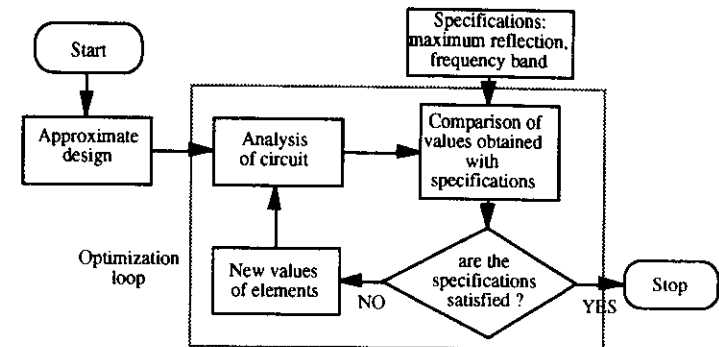 Start
Specifications:
maximum reflection,
frequency band
Approximate
design
Analysis
of circuit
Comparison of
values obtained
with
specifications
Optimization
loop
New values
of elements
NO
are the
specifications
satisfied ?
YES
Stop